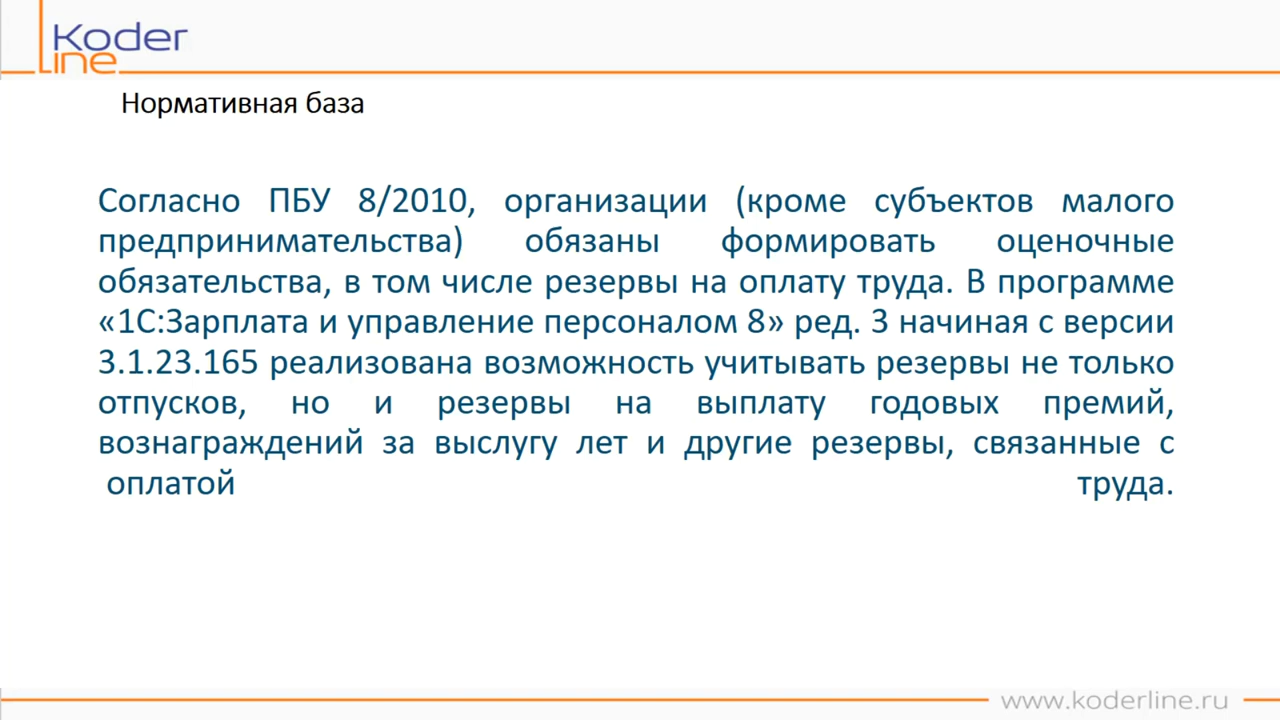 Koder
Line
Нормативная база
Согласно ПБУ 8/2010, организации (кроме субъектов малого
предпринимательства) обязаны формировать оценочные
обязательства, в том числе резервы на оплату труда. В программе
«1С:Зарплата и управление персоналом 8» ред. 3 начиная с версии
3.1.23.165 реализована возможность учитывать резервы не только
отпусков, но и резервы на выплату годовых премий,
вознаграждений за выслугу лет и другие резервы, связанные с
оплатой труда.
www.koderline.ru